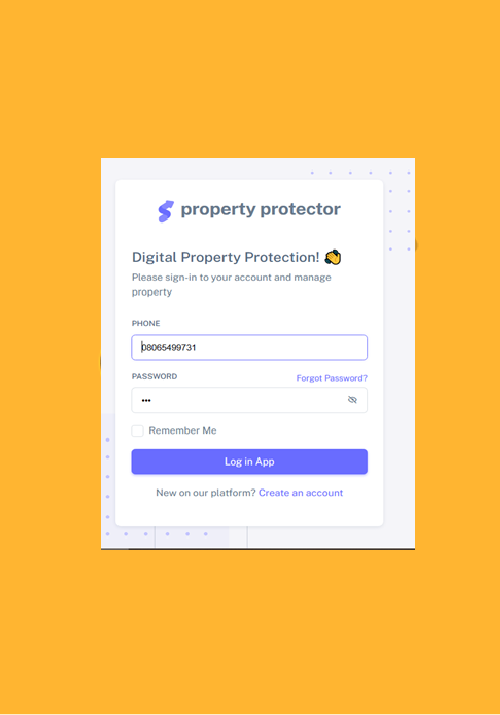 property protector
Digital Property Protection! 👋
Please sign-in to your account and manage
property
PHONE
08065499731
PASSWORD
Forgot Password?
•••
Remember Me
Log in App
New on our platform? Create an account